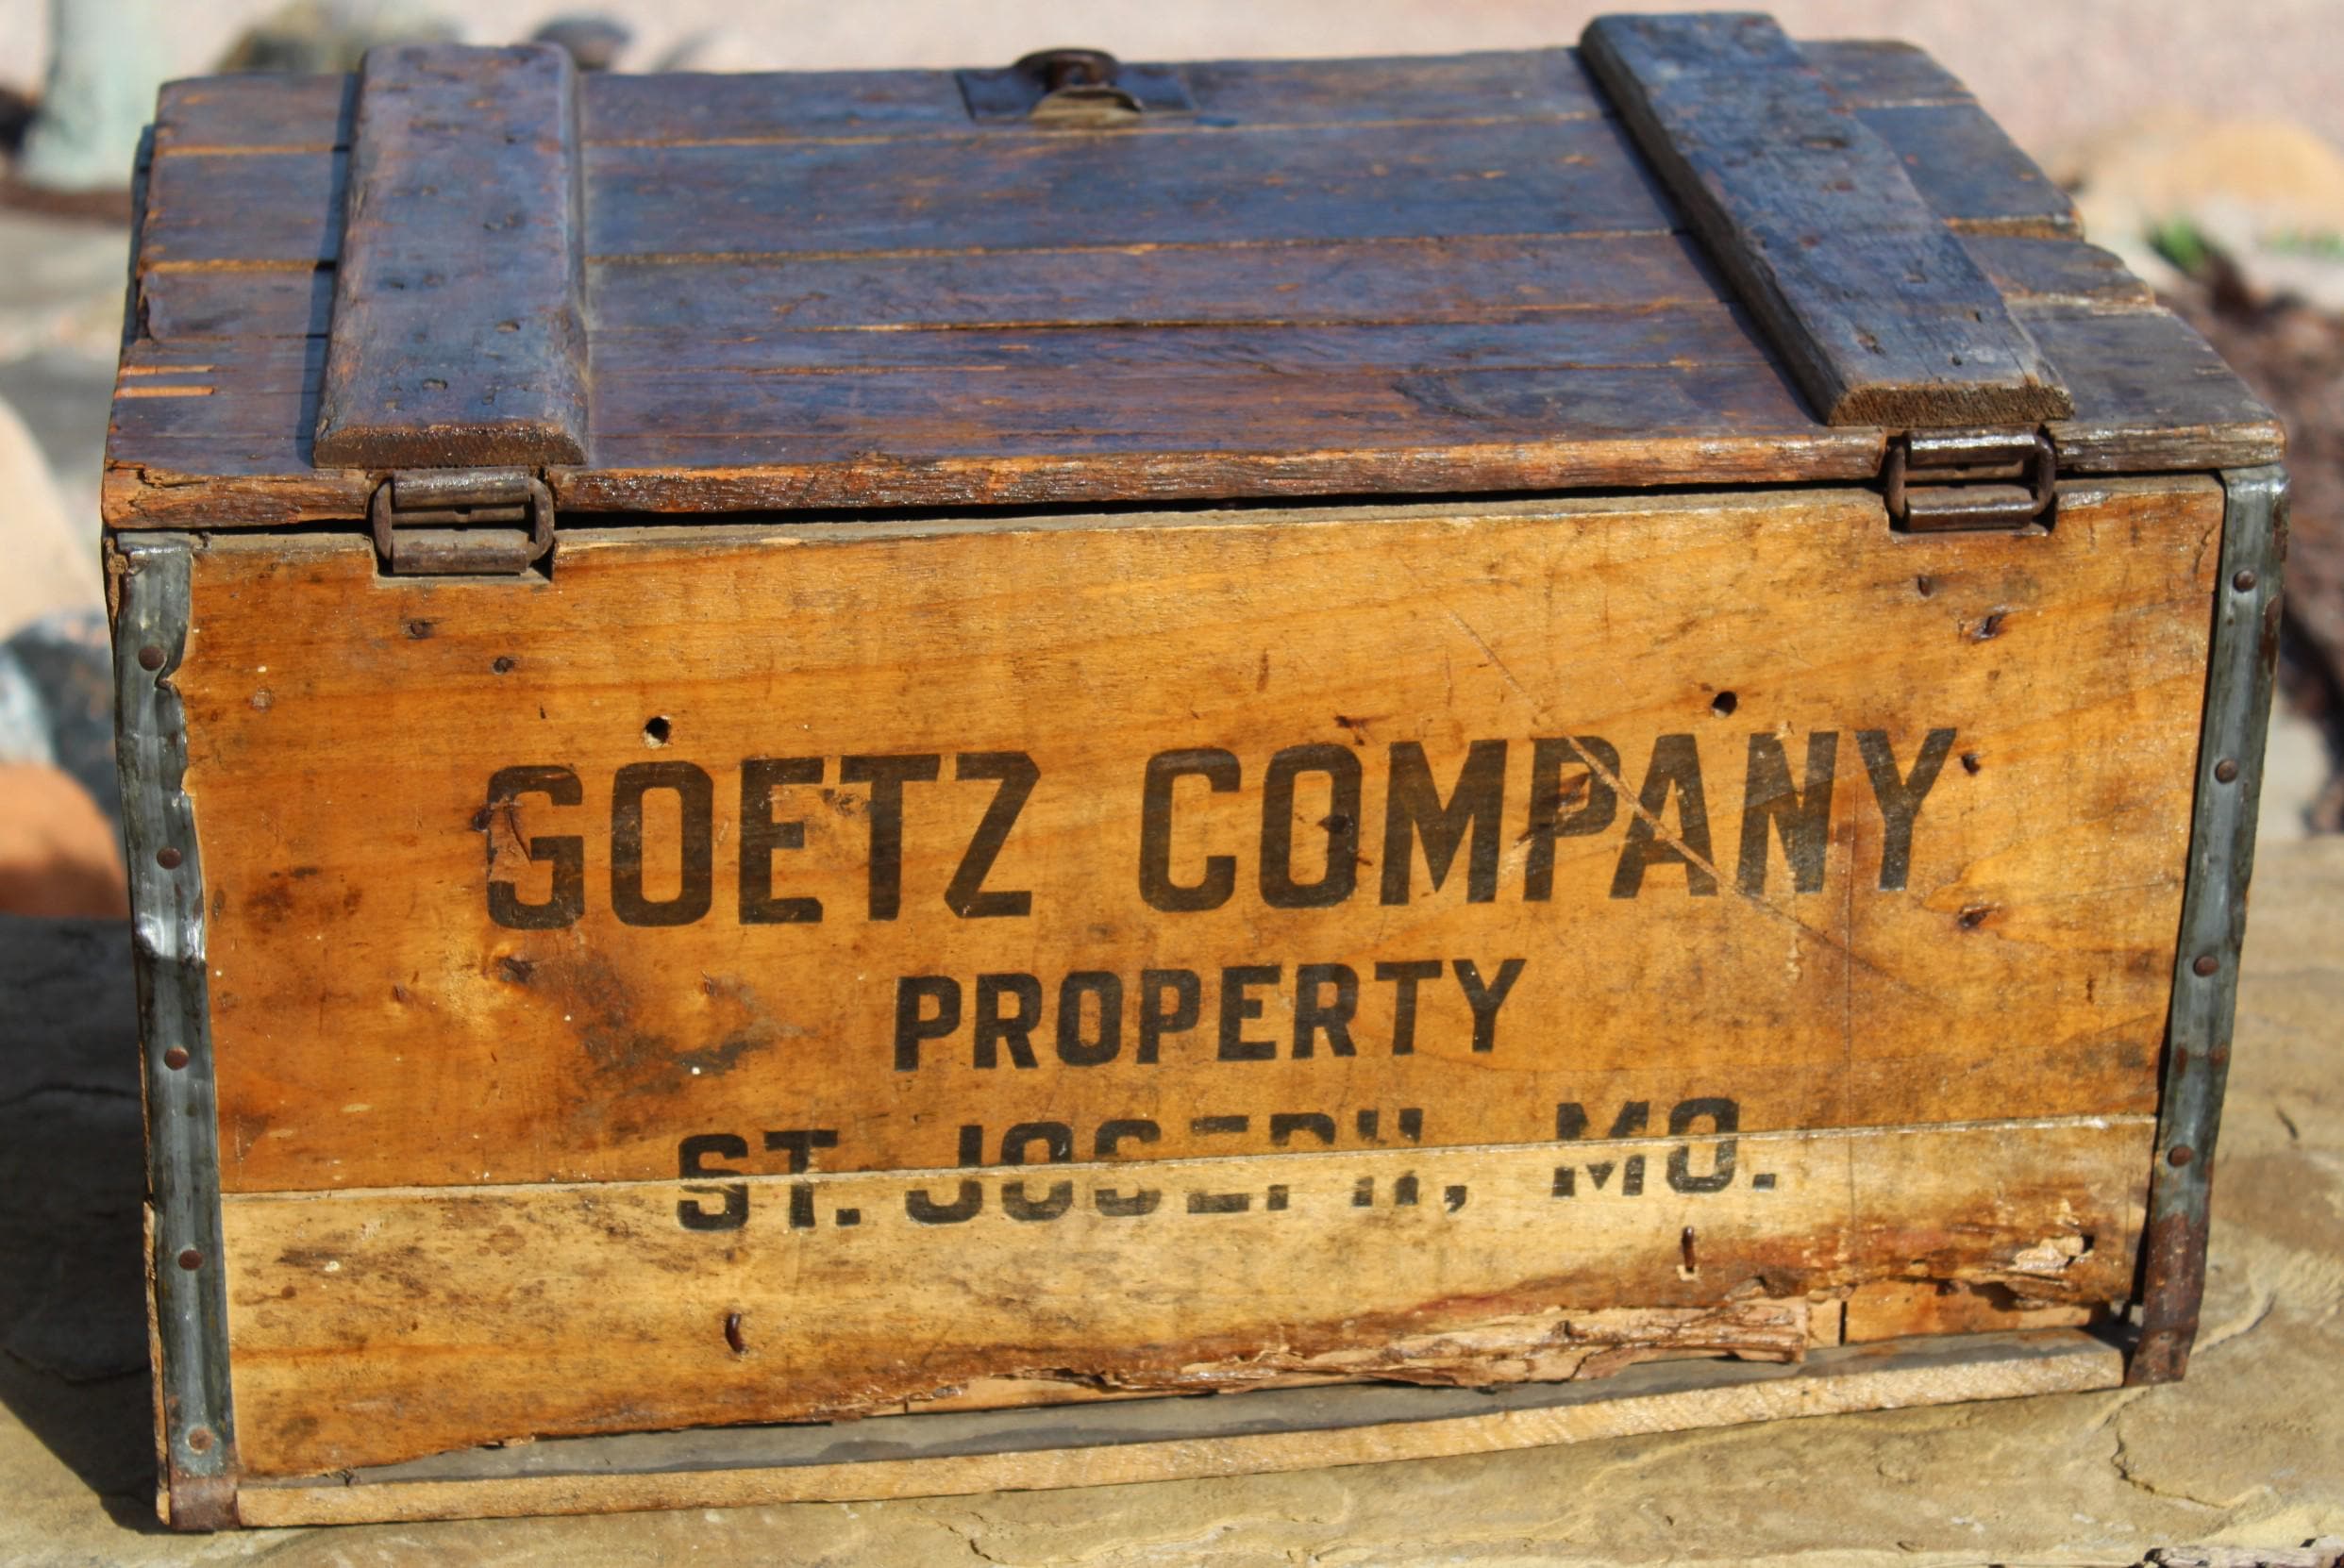 GOETZ COMPANY
PROPERTY
ST. JOSEPH, MO.